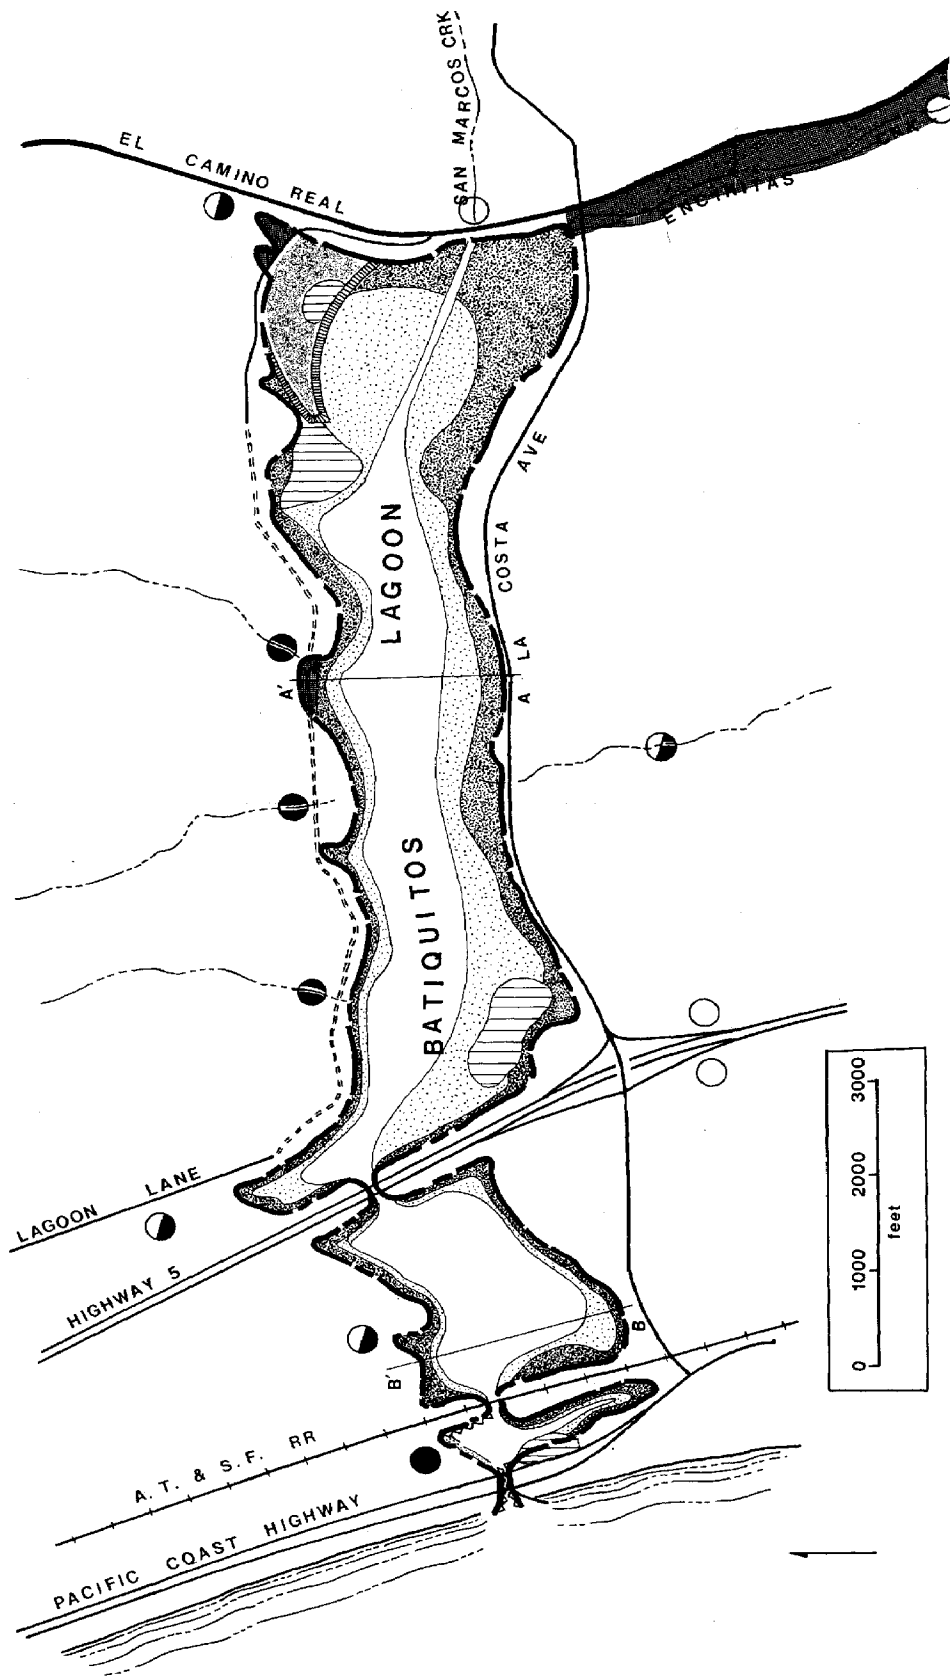 SAN MARCOS CRK
EL CAMINO REAL
ENCINITAS
LA COSTA AVE
BATIQUITOS LAGOON
A'
A
LAGOON LANE
HIGHWAY 5
B'
B
A.T. & S.F. RR
PACIFIC COAST HIGHWAY
0 1000 2000 3000
feet